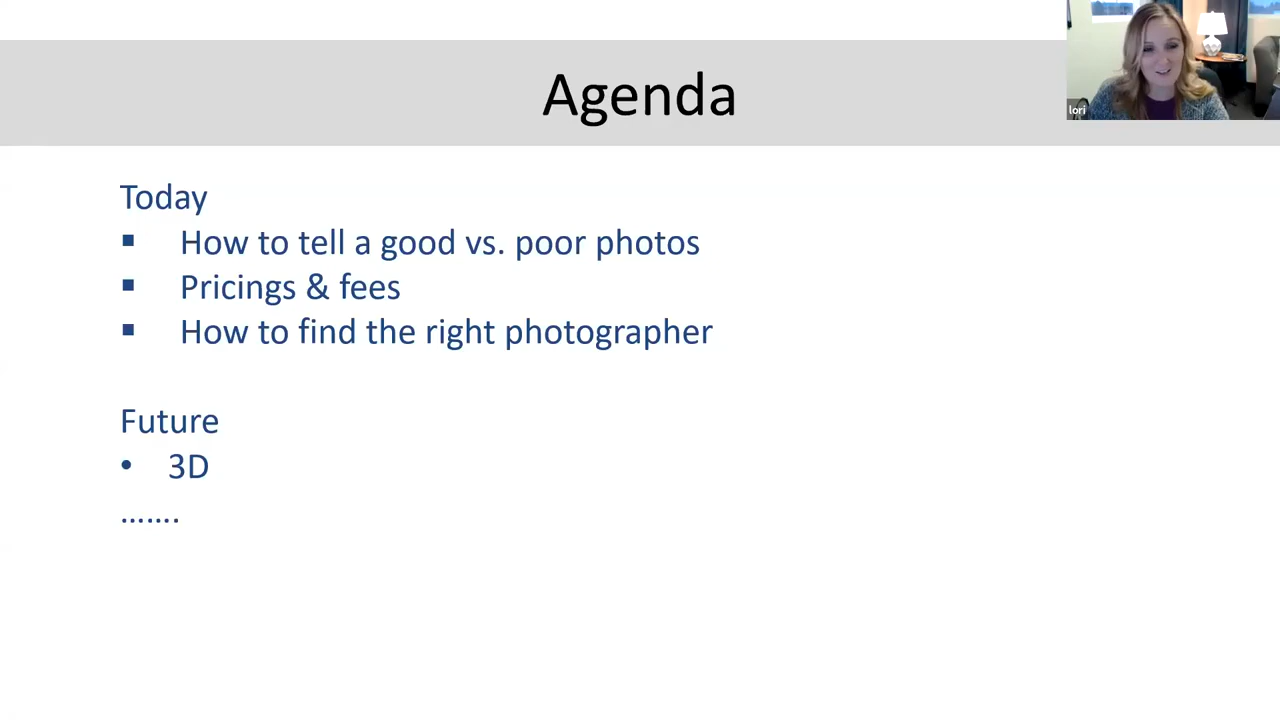 Agenda
lori
Today
▪ How to tell a good vs. poor photos
▪ Pricings & fees
▪ How to find the right photographer
Future
• 3D
…….